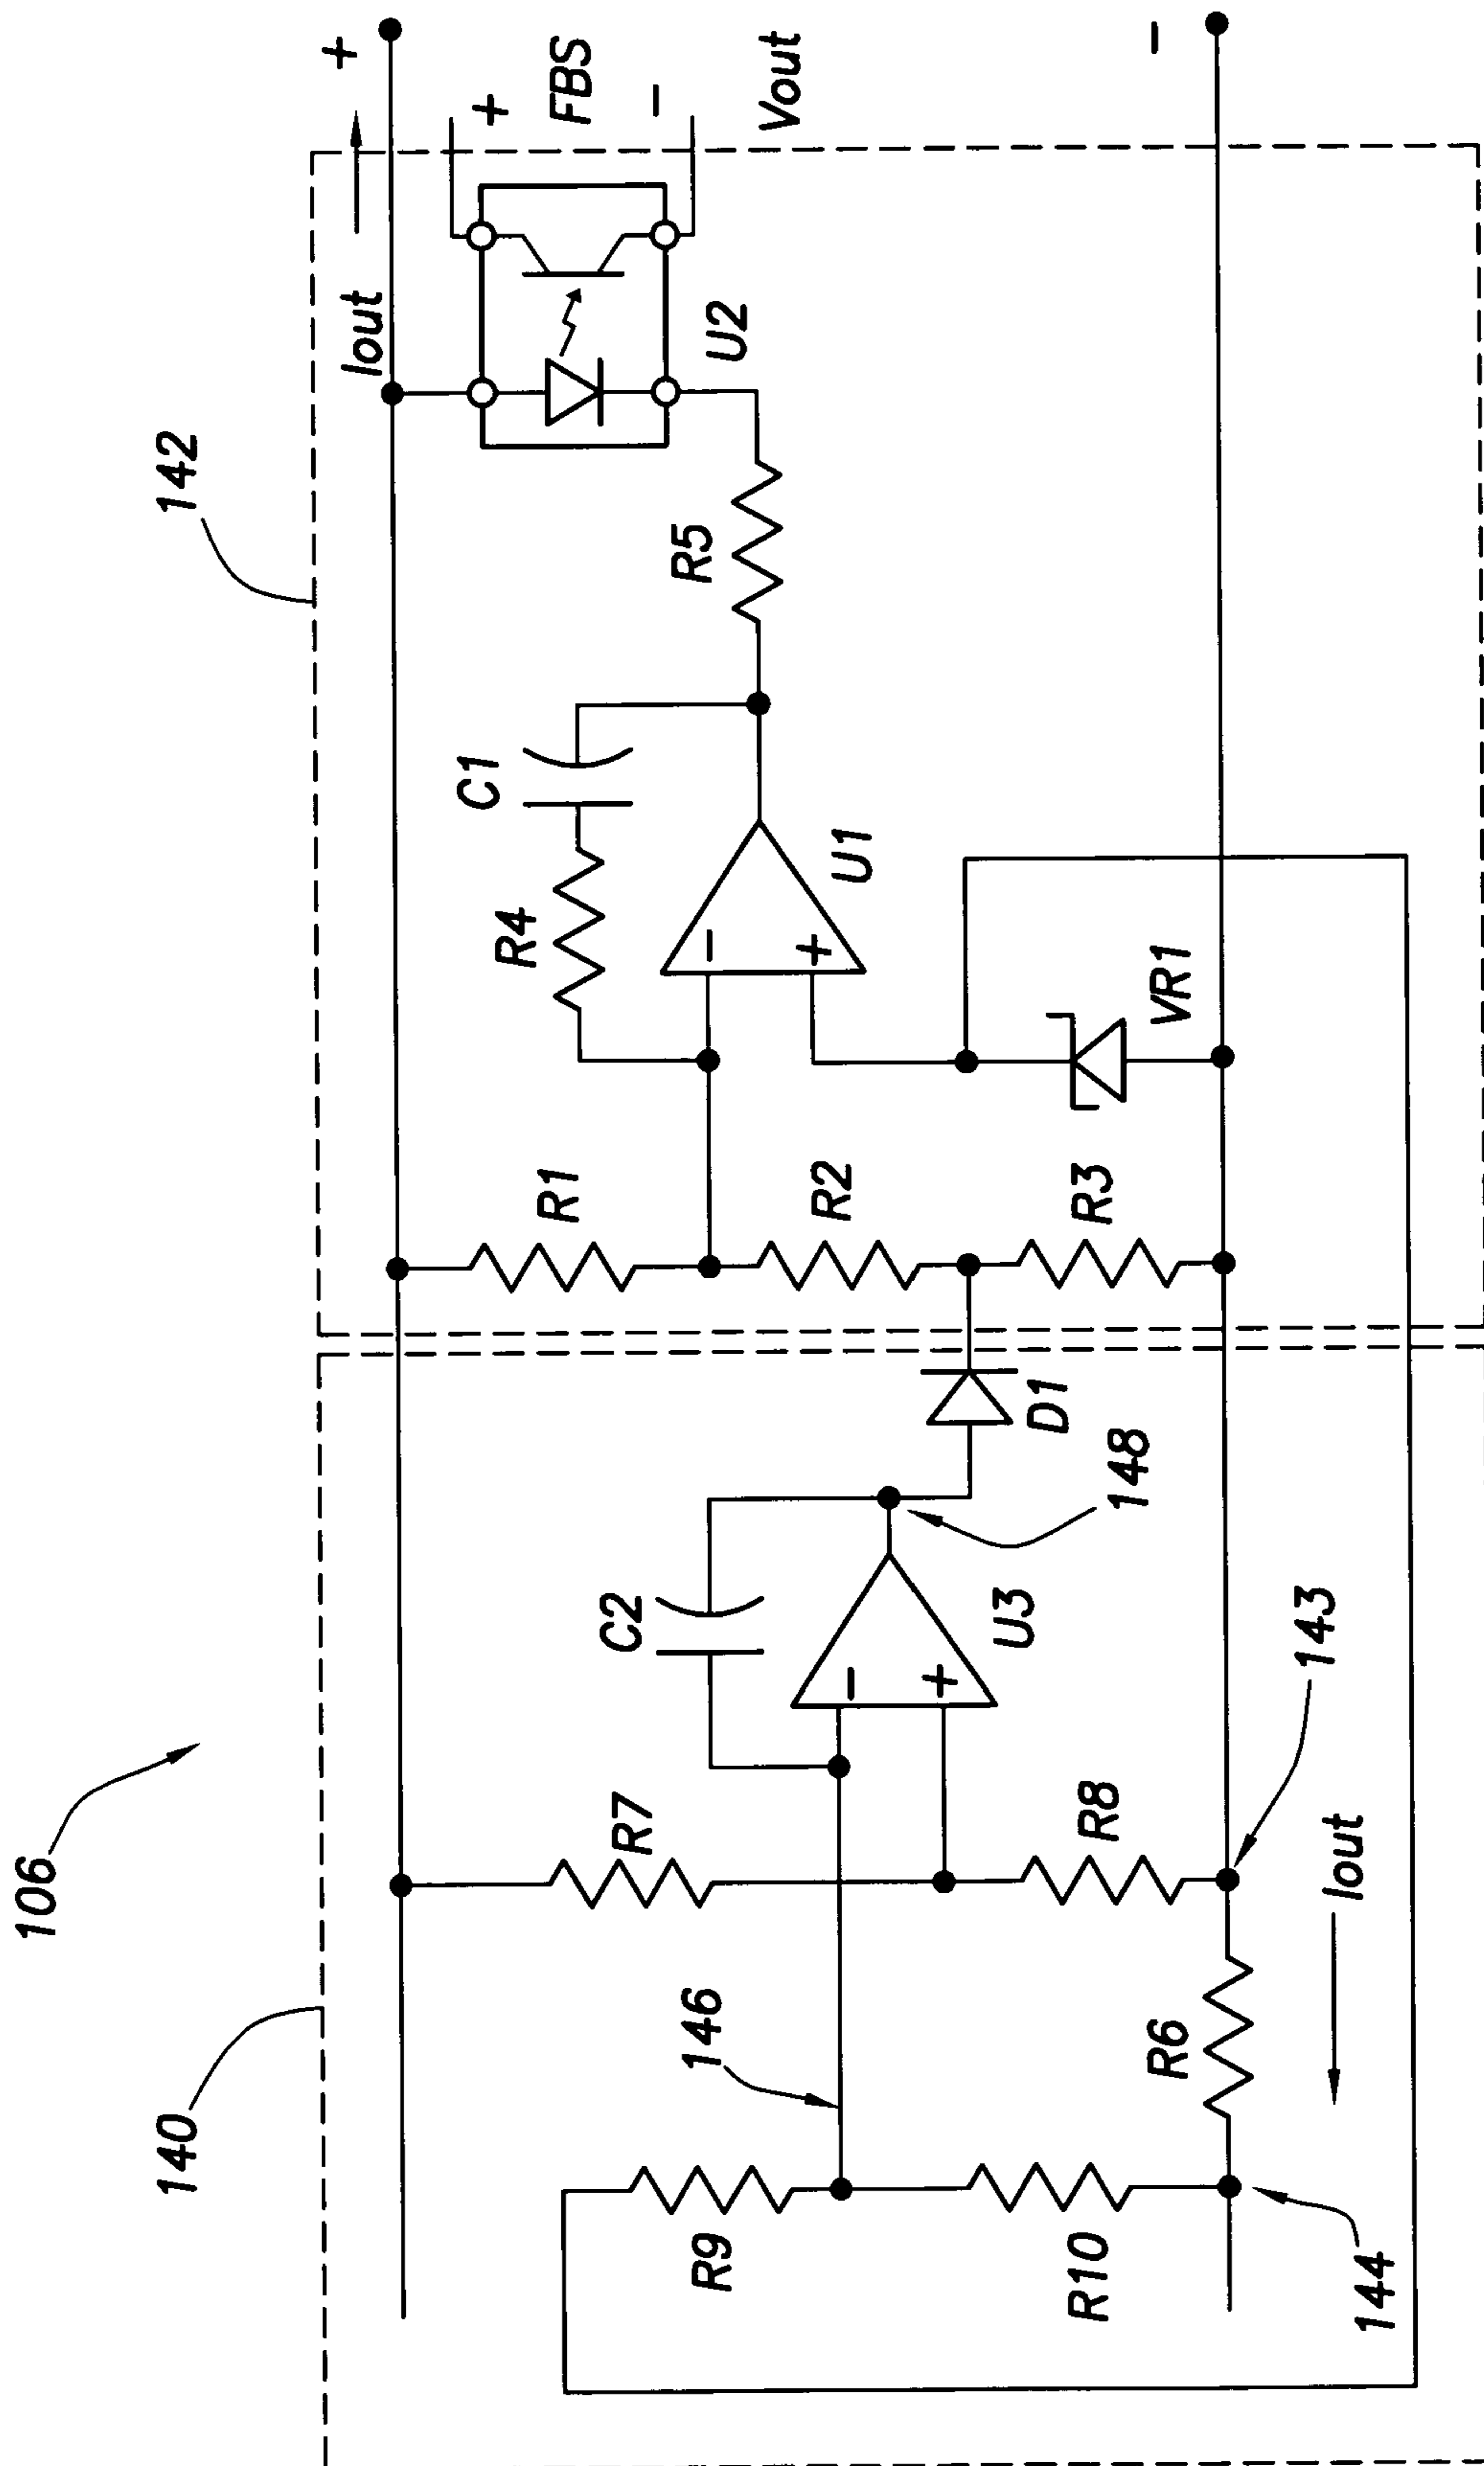 106
140
142
Iout
+
+
FBS
-
Vout
-
U2
R5
C1
R4
-
+
U1
VR1
R1
R2
R3
D1
148
C2
-
+
U3
143
R7
R8
Iout
146
R6
R9
R10
144